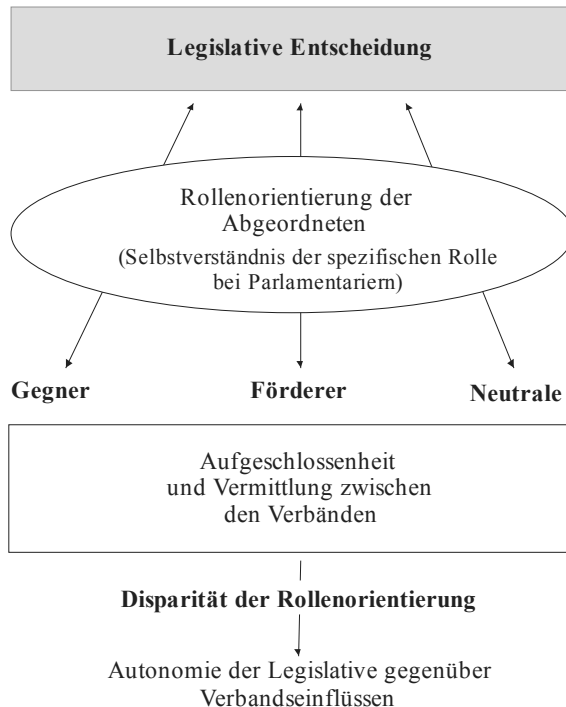 Legislative Entscheidung
Rollenorientierung der
Abgeordneten
(Selbstverständnis der spezifischen Rolle
bei Parlamentariern)
Gegner Förderer Neutrale
Aufgeschlossenheit
und Vermittlung zwischen
den Verbänden
Disparität der Rollenorientierung
Autonomie der Legislative gegenüber
Verbandseinflüssen